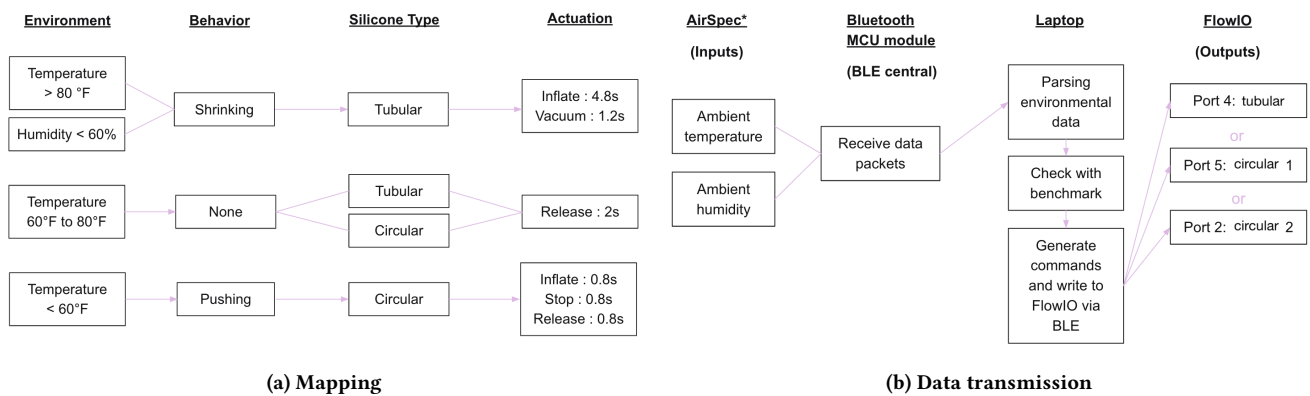 Environment
Behavior
Silicone Type
Actuation
Temperature
> 80 °F
Humidity < 60%
Shrinking
Tubular
Inflate : 4.8s
Vacuum : 1.2s
Temperature
60°F to 80°F
None
Tubular
Circular
Release : 2s
Temperature
< 60°F
Pushing
Circular
Inflate : 0.8s
Stop : 0.8s
Release : 0.8s
(a) Mapping
AirSpec*
(Inputs)
Bluetooth
MCU module
(BLE central)
Laptop
FlowIO
(Outputs)
Ambient
temperature
Ambient
humidity
Receive data
packets
Parsing
environmental
data
Check with
benchmark
Generate
commands
and write to
FlowIO via
BLE
Port 4: tubular
or
Port 5: circular 1
or
Port 2: circular 2
(b) Data transmission